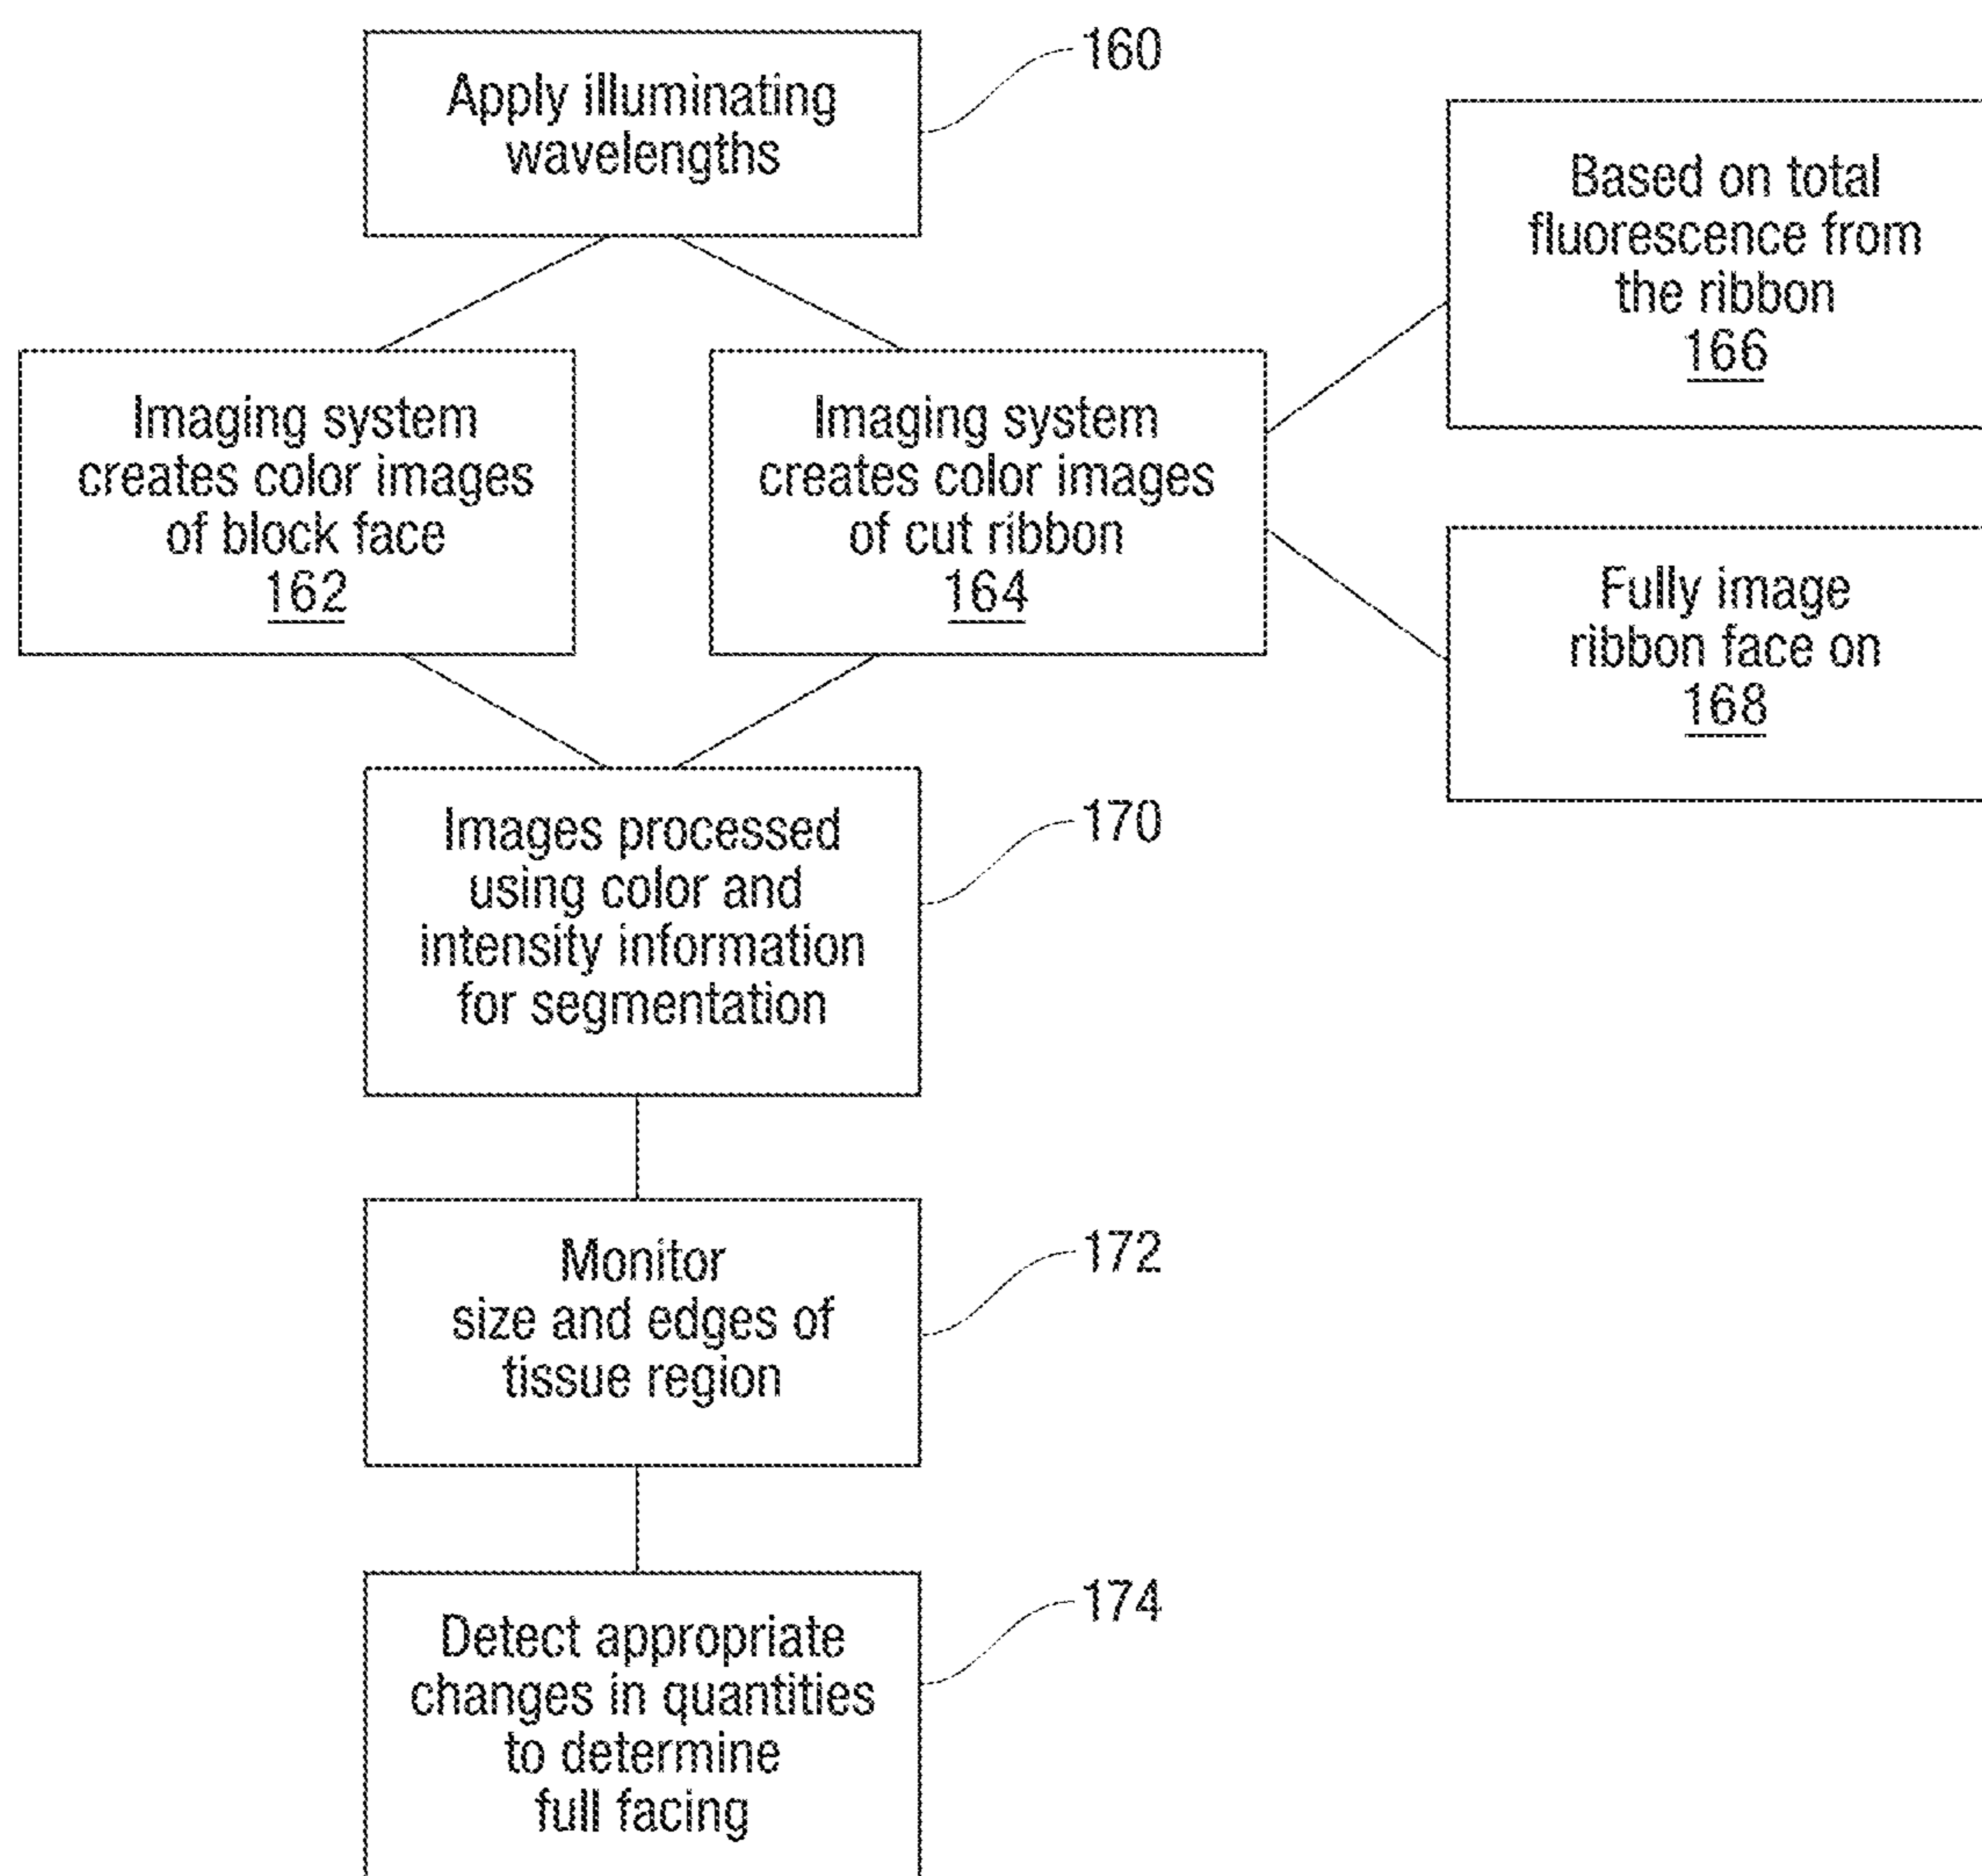 Apply illuminating
wavelengths
160
Imaging system
creates color images
of block face
162
Imaging system
creates color images
of cut ribbon
164
Based on total
fluorescence from
the ribbon
166
Fully image
ribbon face on
168
Images processed
using color and
intensity information
for segmentation
170
Monitor
size and edges of
tissue region
172
Detect appropriate
changes in quantities
to determine
full facing
174